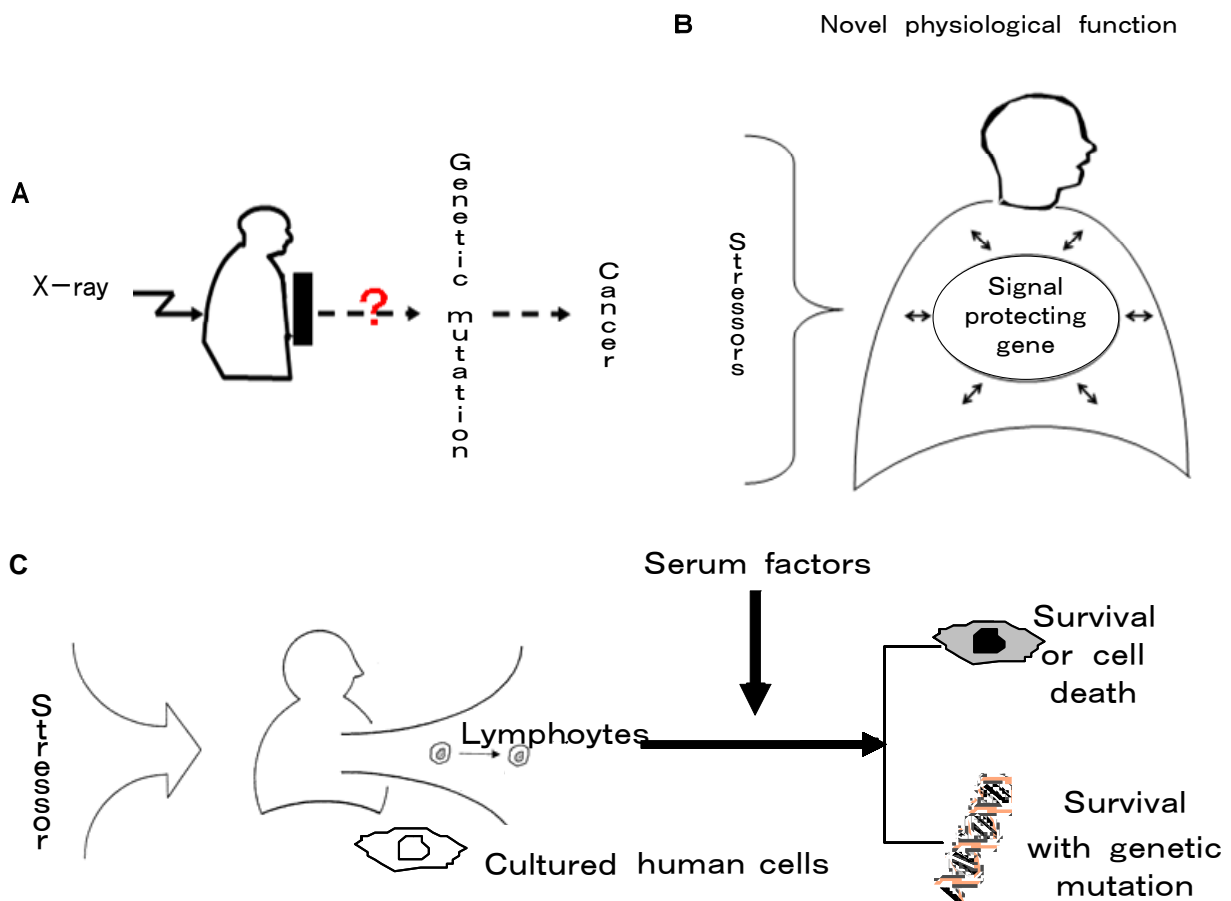 A
X-ray
?
Genetic mutation
Cancer
B
Novel physiological function
Stressors
Signal
protecting
gene
C
Stressor
Lymphoytes
Cultured human cells
Serum factors
Survival
or cell
death
Survival
with genetic
mutation